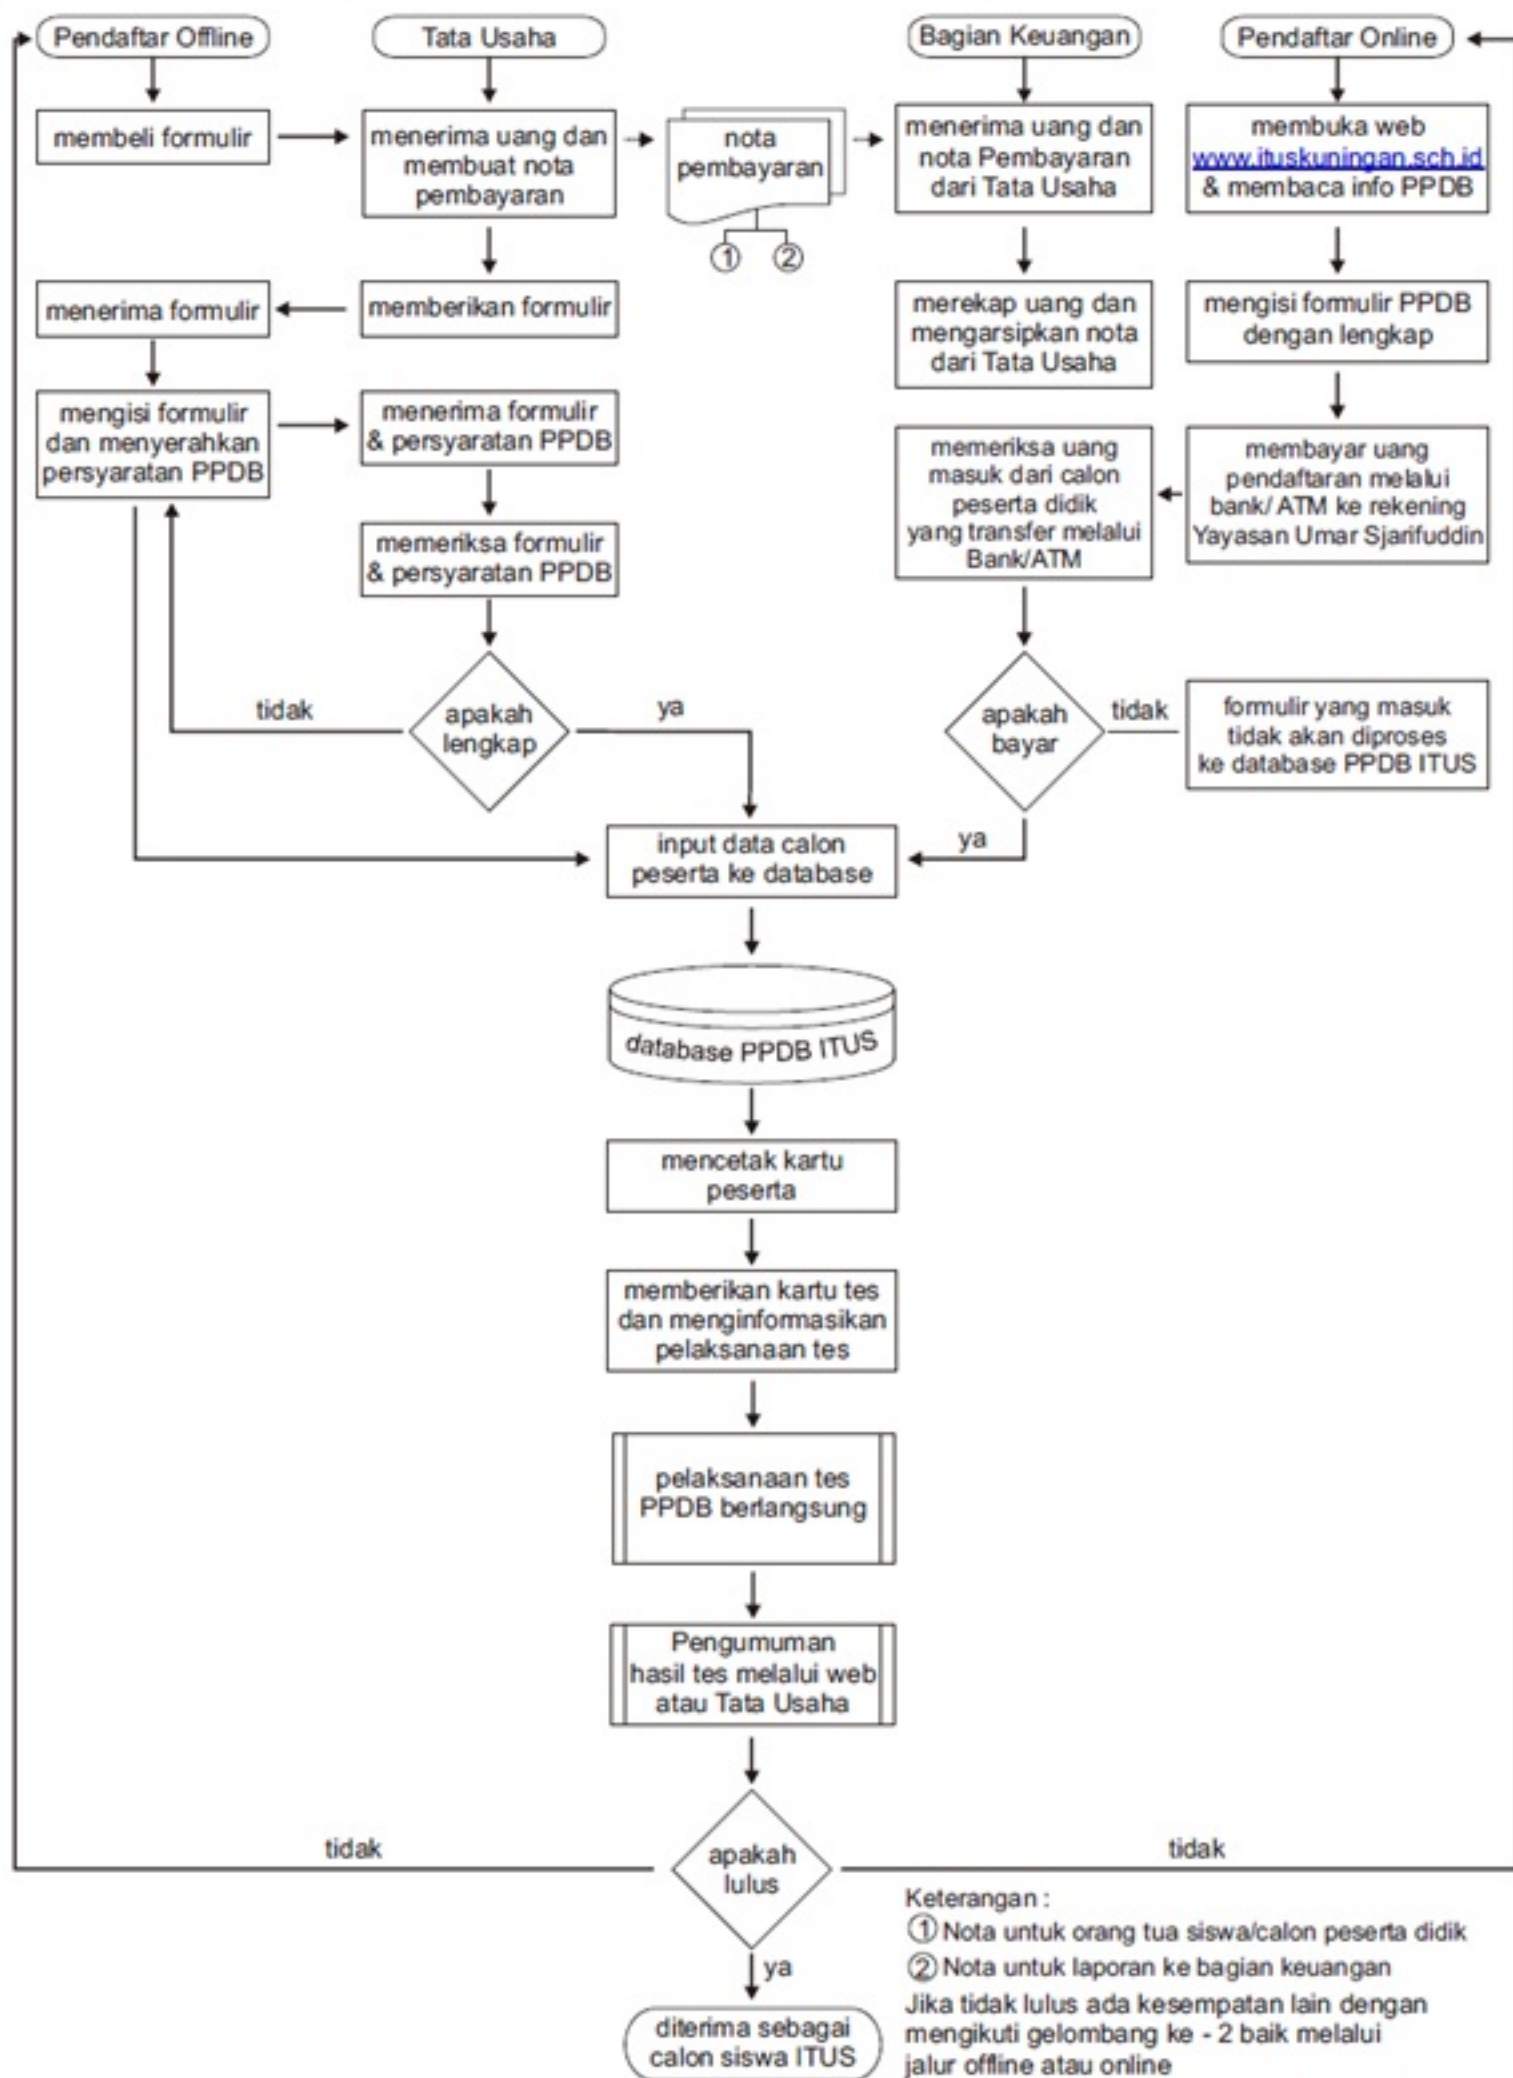 Pendaftar Offline
Tata Usaha
Bagian Keuangan
Pendaftar Online
membeli formulir
menerima uang dan
membuat nota
pembayaran
nota
pembayaran
1
2
menerima uang dan
nota Pembayaran
dari Tata Usaha
membuka web
www.ituskuningan.sch.id
& membaca info PPDB
menerima formulir
memberikan formulir
merekap uang dan
mengarsipkan nota
dari Tata Usaha
mengisi formulir PPDB
dengan lengkap
mengisi formulir
dan menyerahkan
persyaratan PPDB
menerima formulir
& persyaratan PPDB
memeriksa uang
masuk dari calon
peserta didik
yang transfer melalui
Bank/ATM
membayar uang
pendaftaran melalui
bank/ ATM ke rekening
Yayasan Umar Sjarifuddin
memeriksa formulir
& persyaratan PPDB
tidak
apakah
lengkap
ya
apakah
bayar
tidak
formulir yang masuk
tidak akan diproses
ke database PPDB ITUS
input data calon
peserta ke database
ya
database PPDB ITUS
mencetak kartu
peserta
memberikan kartu tes
dan menginformasikan
pelaksanaan tes
pelaksanaan tes
PPDB berlangsung
Pengumuman
hasil tes melalui web
atau Tata Usaha
tidak
apakah
lulus
tidak
ya
diterima sebagai
calon siswa ITUS
Keterangan :
1 Nota untuk orang tua siswa/calon peserta didik
2 Nota untuk laporan ke bagian keuangan
Jika tidak lulus ada kesempatan lain dengan
mengikuti gelombang ke - 2 baik melalui
jalur offline atau online